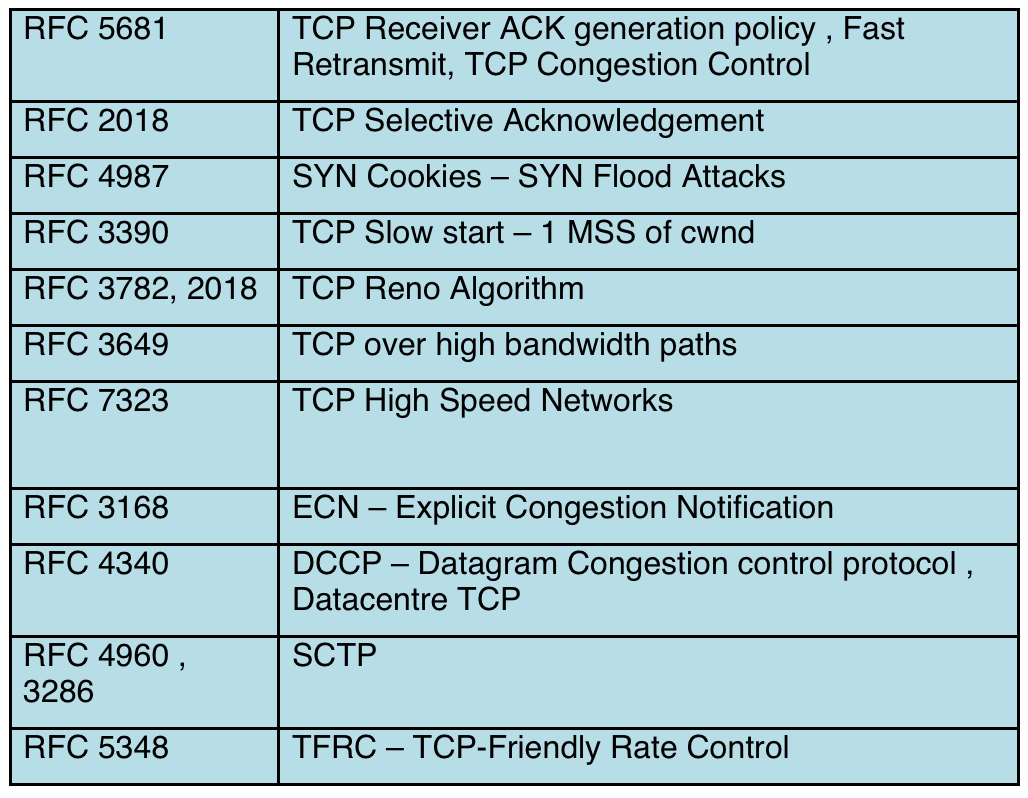 RFC 5681
TCP Receiver ACK generation policy , Fast
Retransmit, TCP Congestion Control
RFC 2018
TCP Selective Acknowledgement
RFC 4987
SYN Cookies – SYN Flood Attacks
RFC 3390
TCP Slow start – 1 MSS of cwnd
RFC 3782, 2018
TCP Reno Algorithm
RFC 3649
TCP over high bandwidth paths
RFC 7323
TCP High Speed Networks
RFC 3168
ECN – Explicit Congestion Notification
RFC 4340
DCCP – Datagram Congestion control protocol ,
Datacentre TCP
RFC 4960 ,
3286
SCTP
RFC 5348
TFRC – TCP-Friendly Rate Control